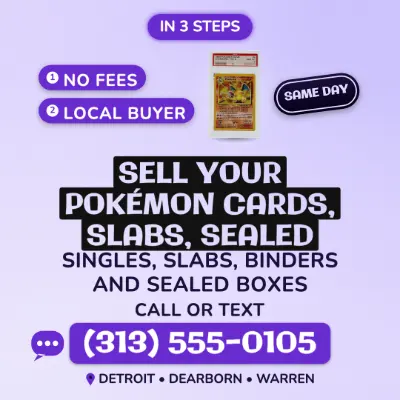 IN 3 STEPS
1 NO FEES
2 LOCAL BUYER
SAME DAY
SELL YOUR
POKÉMON CARDS,
SLABS, SEALED
SINGLES, SLABS, BINDERS
AND SEALED BOXES
CALL OR TEXT
(313) 555-0105
DETROIT • DEARBORN • WARREN